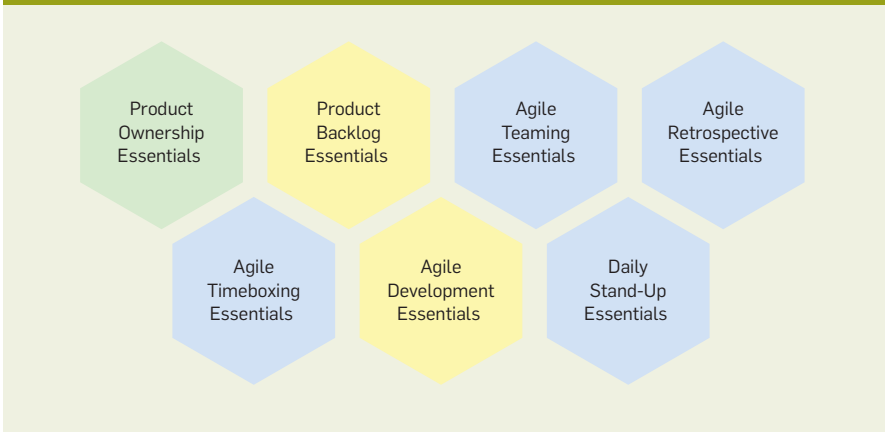 Product
Ownership
Essentials
Product
Backlog
Essentials
Agile
Teaming
Essentials
Agile
Retrospective
Essentials
Agile
Timeboxing
Essentials
Agile
Development
Essentials
Daily
Stand-Up
Essentials